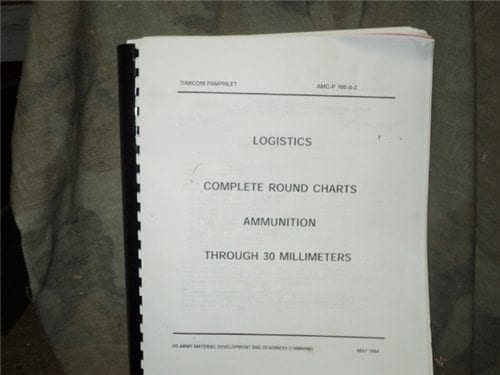 DARCOM PAMPHLET AMC-P 700-3-2
LOGISTICS
COMPLETE ROUND CHARTS
AMMUNITION
THROUGH 30 MILLIMETERS
US ARMY MATERIEL DEVELOPMENT AND READINESS COMMAND MAY 1984